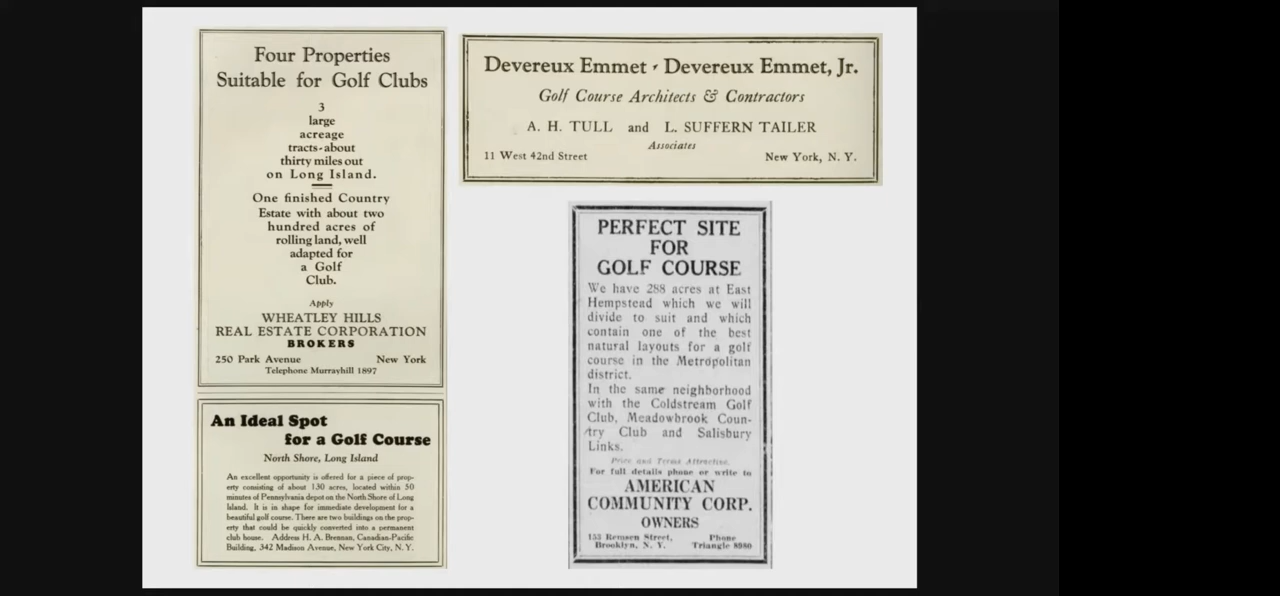 Four Properties
Suitable for Golf Clubs
3
large
acreage
tracts-about
thirty miles out
on Long Island.
One finished Country
Estate with about two
hundred acres of
rolling land, well
adapted for
a Golf
Club.
Apply
WHEATLEY HILLS
REAL ESTATE CORPORATION
BROKERS
250 Park Avenue New York
Telephone Murrayhill 1897
An Ideal Spot
for a Golf Course
North Shore, Long Island
An excellent opportunity is offered for a piece of prop-
erty consisting of about 130 acres, located within 50
minutes of Pennsylvania depot on the North Shore of Long
Island. It is in shape for immediate development for a
beautiful golf course. There are two buildings on the prop-
erty that could be quickly converted into a permanent
club house. Address H. A. Brennan, Canadian-Pacific
Building, 342 Madison Avenue, New York City, N. Y.
Devereux Emmet · Devereux Emmet, Jr.
Golf Course Architects & Contractors
A. H. TULL and L. SUFFERN TAILER
Associates
11 West 42nd Street New York, N. Y.
PERFECT SITE
FOR
GOLF COURSE
We have 288 acres at East
Hempstead which we will
divide to suit and which
contain one of the best
natural layouts for a golf
course in the Metropolitan
district.
In the same neighborhood
with the Coldstream Golf
Club, Meadowbrook Coun-
try Club and Salisbury
Links.
Price and Terms Attractive.
For full details phone or write to
AMERICAN
COMMUNITY CORP.
OWNERS
153 Remsen Street, Phone
Brooklyn, N. Y. Triangle 8980